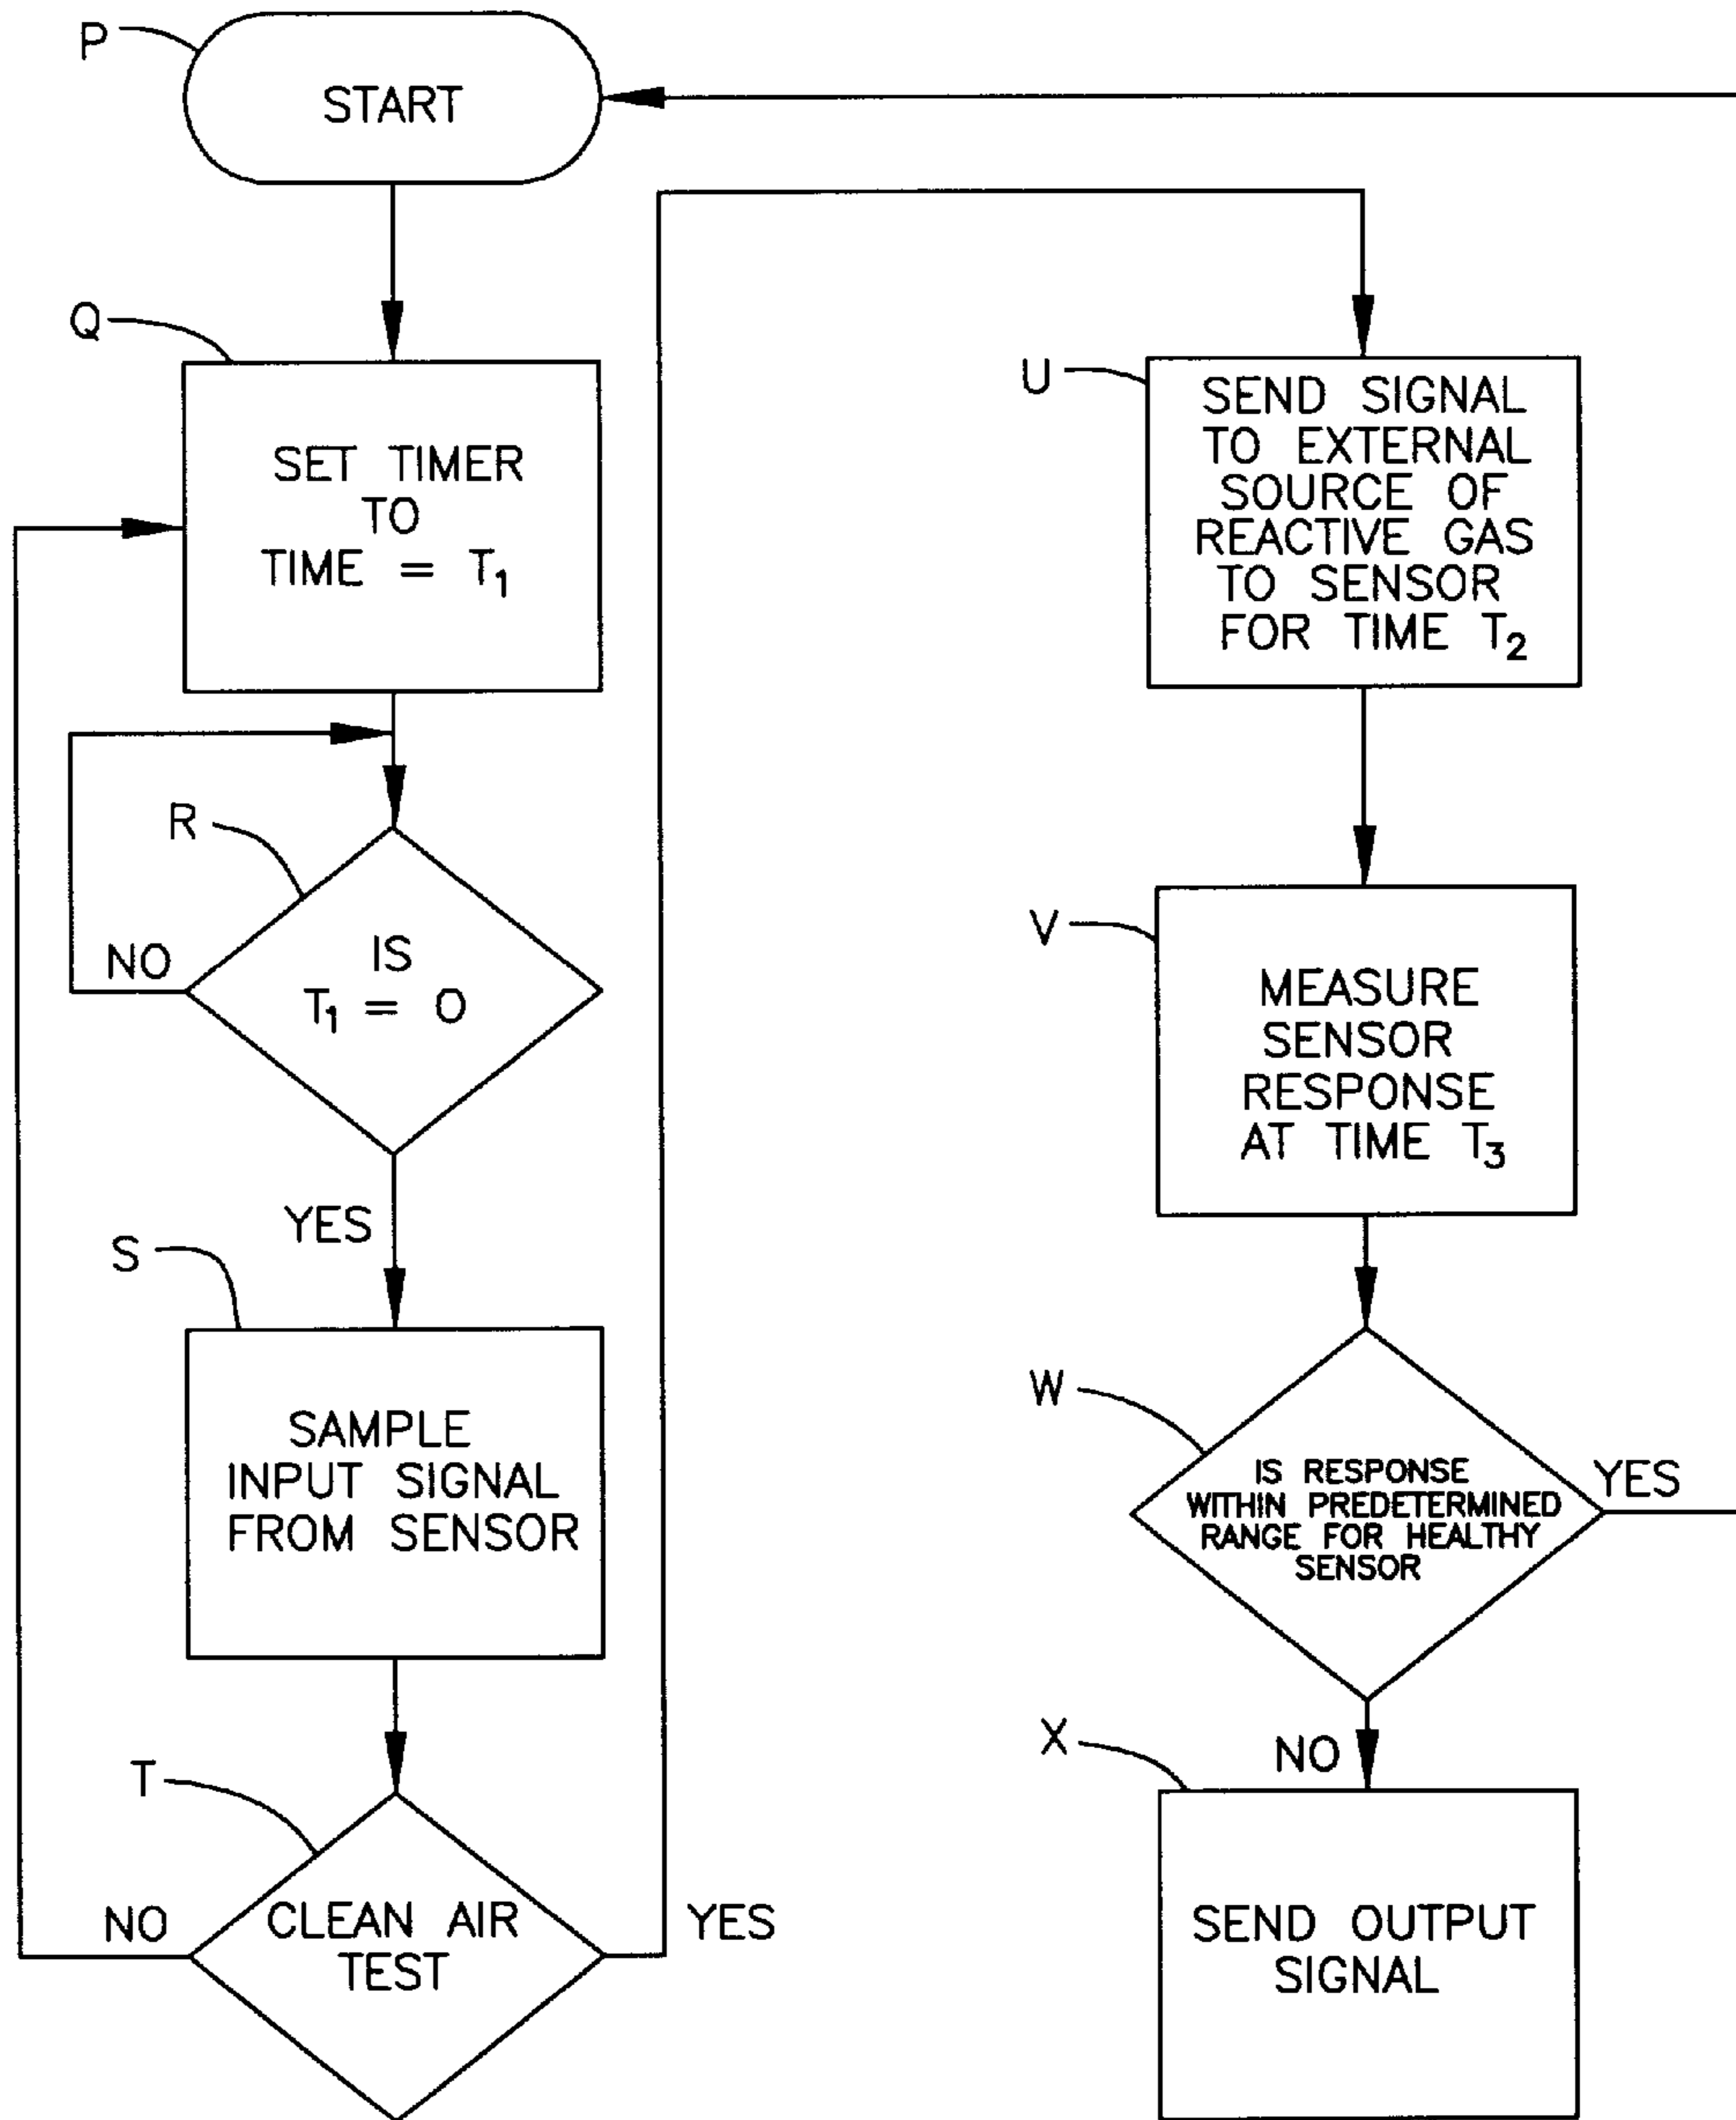 P
START
Q
SET TIMER
TO
TIME = T₁
R
IS
T₁ = 0
NO
YES
S
SAMPLE
INPUT SIGNAL
FROM SENSOR
T
CLEAN AIR
TEST
NO
YES
U
SEND SIGNAL
TO EXTERNAL
SOURCE OF
REACTIVE GAS
TO SENSOR
FOR TIME T₂
V
MEASURE
SENSOR
RESPONSE
AT TIME T₃
W
IS RESPONSE
WITHIN PREDETERMINED
RANGE FOR HEALTHY
SENSOR
YES
NO
X
SEND OUTPUT
SIGNAL